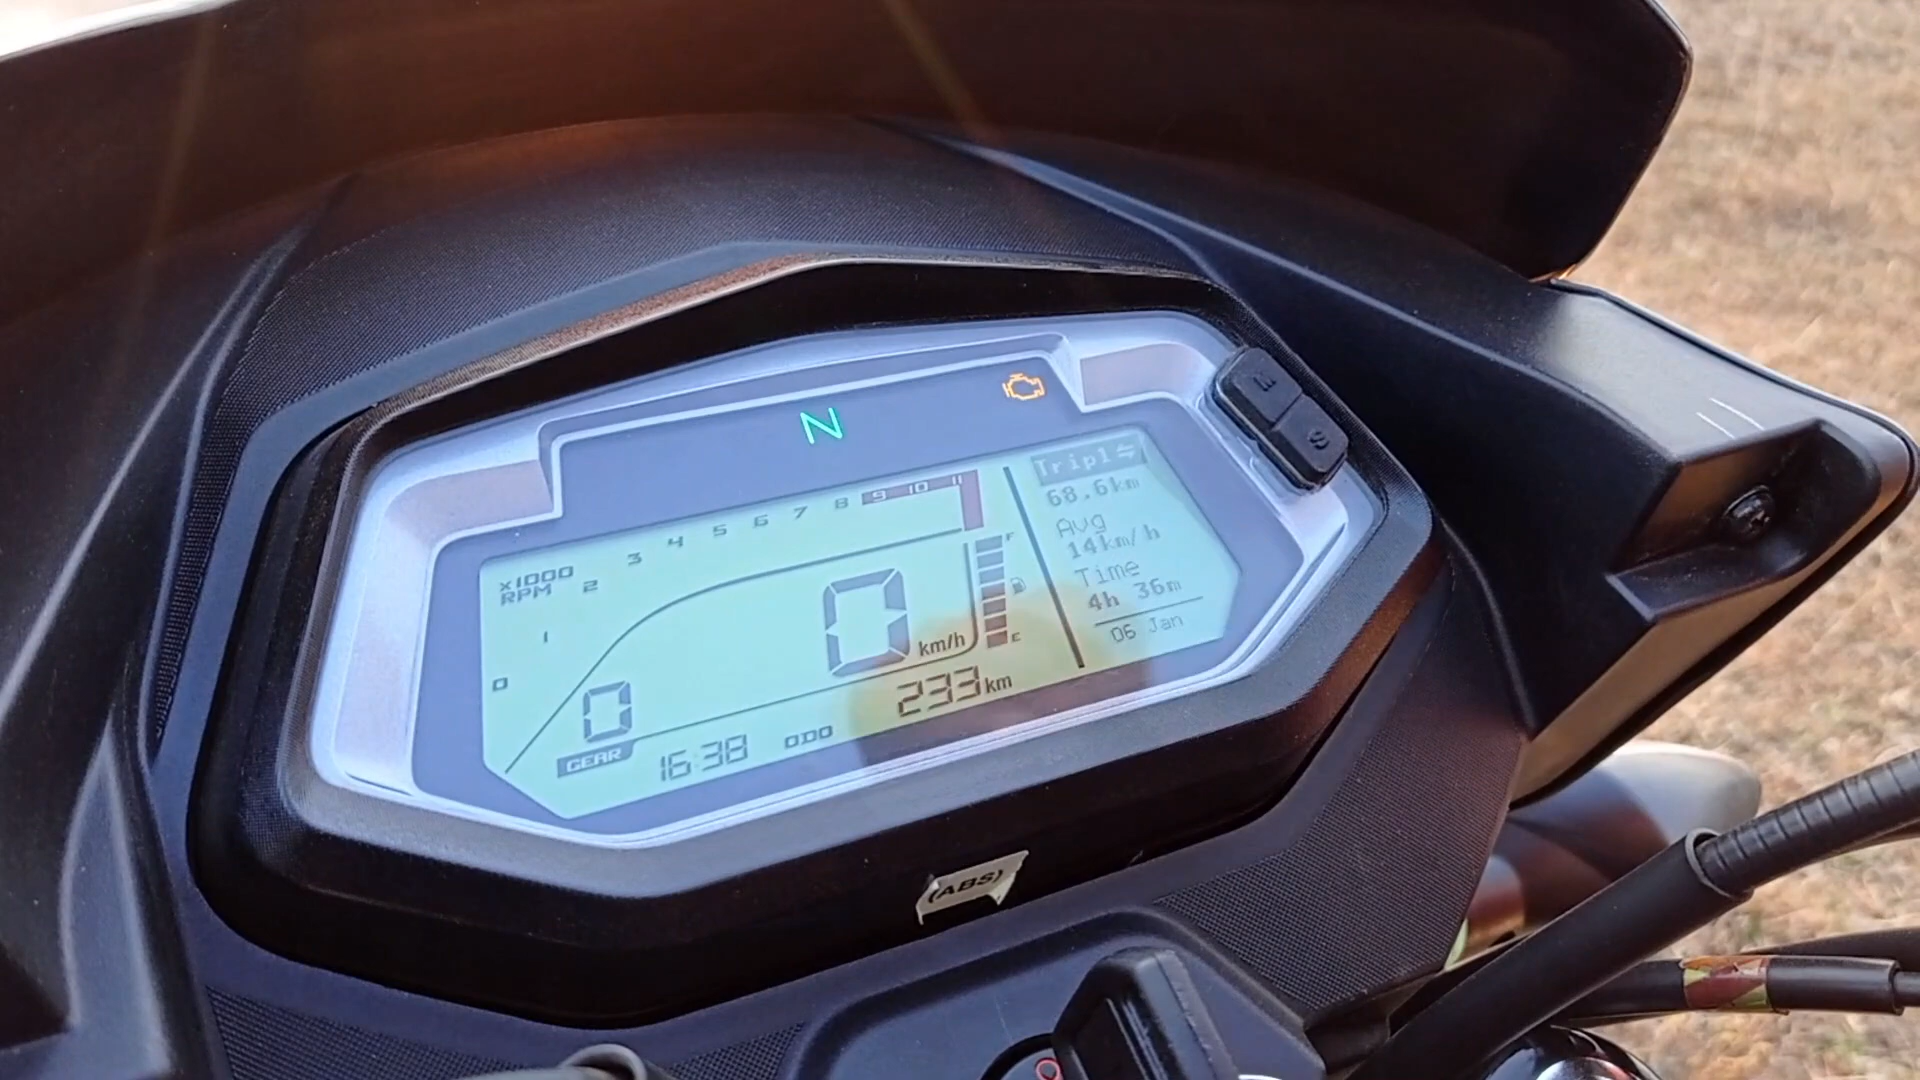 N
x1000
RPM
0
1
2
3
4
5
6
7
8
9
10
11
0
km/h
F
E
0
GEAR
16:38
ODO
233km
Trip1
68.6km
Avg
14km/h
Time
4h 36m
06 Jan
M
S
(ABS)